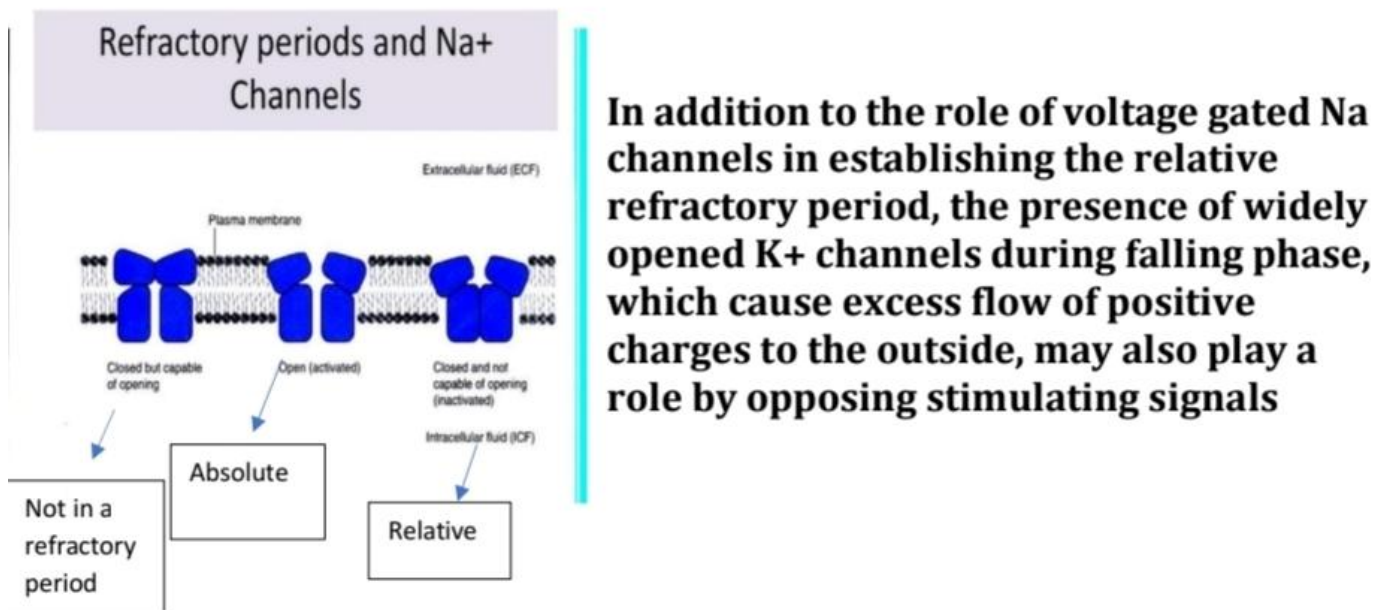 Refractory periods and Na+
Channels
Extracellular fluid (ECF)
Plasma membrane
Closed but capable
of opening
Open (activated)
Closed and not
capable of opening
(inactivated)
Intracellular fluid (ICF)
Absolute
Not in a
refractory
period
Relative
In addition to the role of voltage gated Na
channels in establishing the relative
refractory period, the presence of widely
opened K+ channels during falling phase,
which cause excess flow of positive
charges to the outside, may also play a
role by opposing stimulating signals